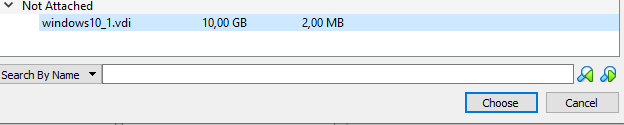 Not Attached
windows10_1.vdi 10,00 GB 2,00 MB
Search By Name
Choose Cancel